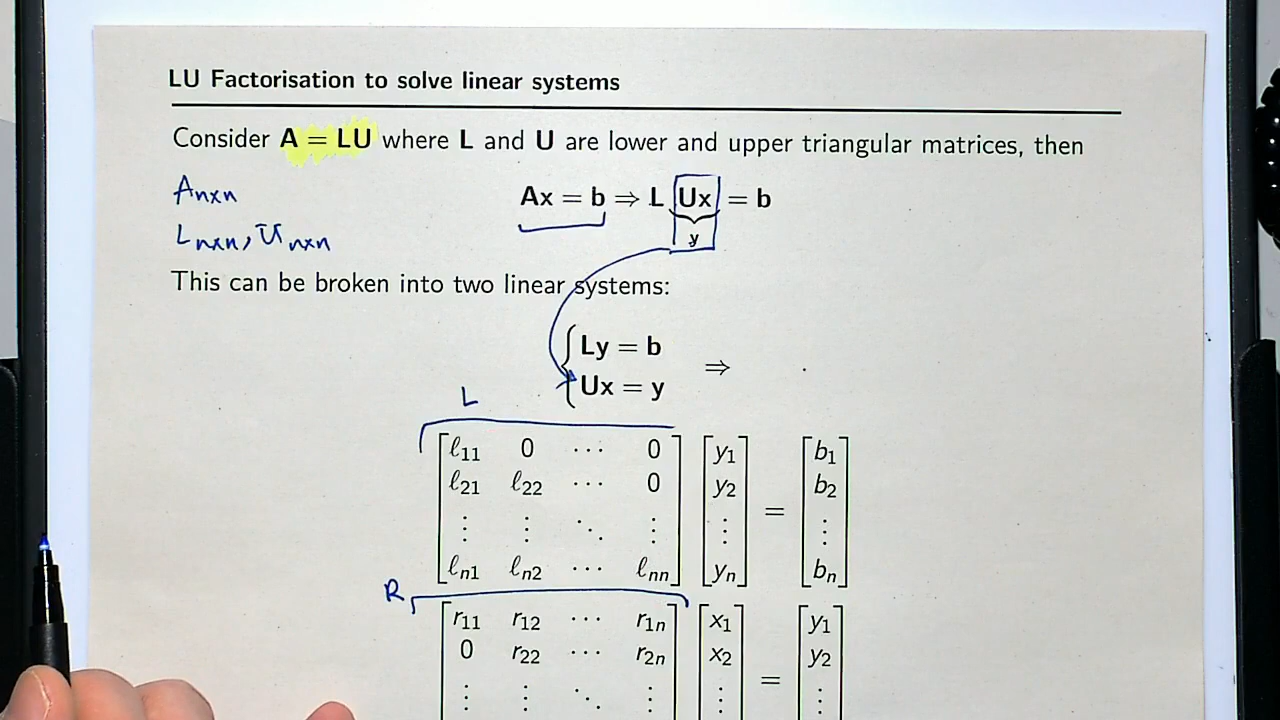 LU Factorisation to solve linear systems
Consider A = LU where L and U are lower and upper triangular matrices, then
Anxn
Ax = b ⇒ L Ux = b
y
Lnxn, Unxn
This can be broken into two linear systems:
Ly = b
⇒
Ux = y
L
ℓ11 0 ⋯ 0 y1 b1
ℓ21 ℓ22 ⋯ 0 y2 b2
⋮ ⋮ ⋱ ⋮ ⋮ = ⋮
ℓn1 ℓn2 ⋯ ℓnn yn bn
R
r11 r12 ⋯ r1n x1 y1
0 r22 ⋯ r2n x2 y2
⋮ ⋮ ⋱ ⋮ ⋮ = ⋮